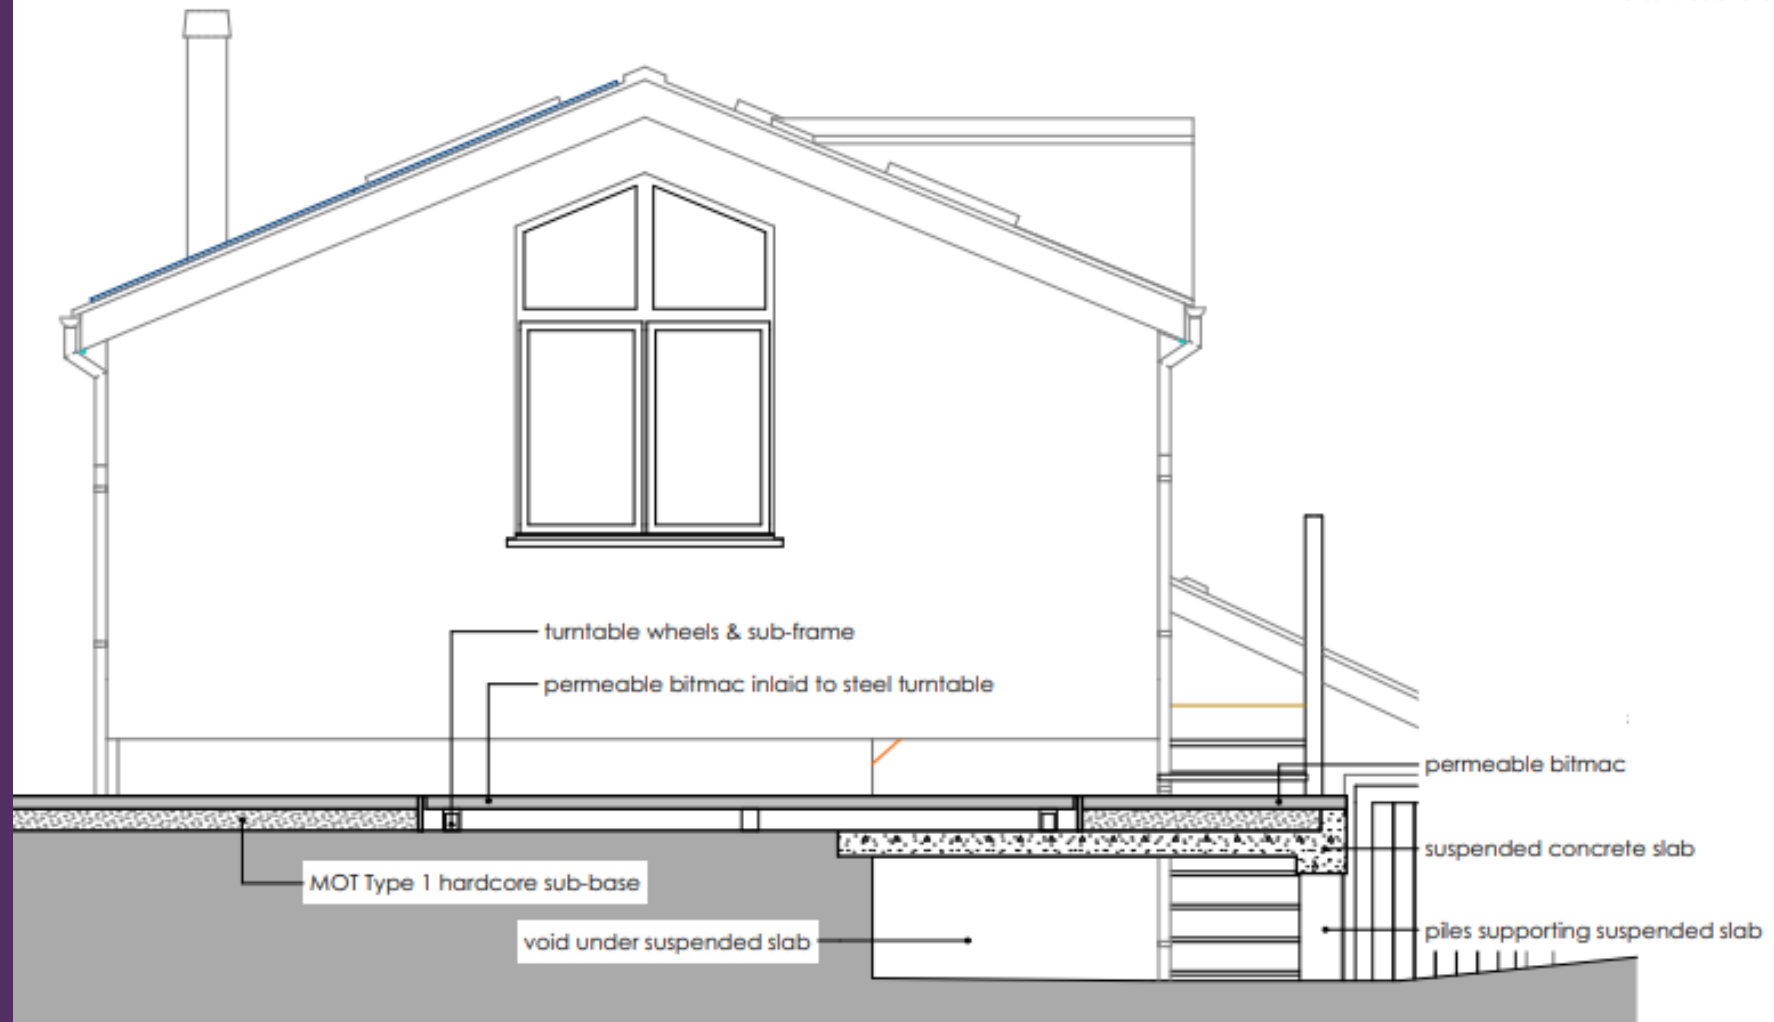 turntable wheels & sub-frame
permeable bitmac inlaid to steel turntable
permeable bitmac
suspended concrete slab
MOT Type 1 hardcore sub-base
piles supporting suspended slab
void under suspended slab